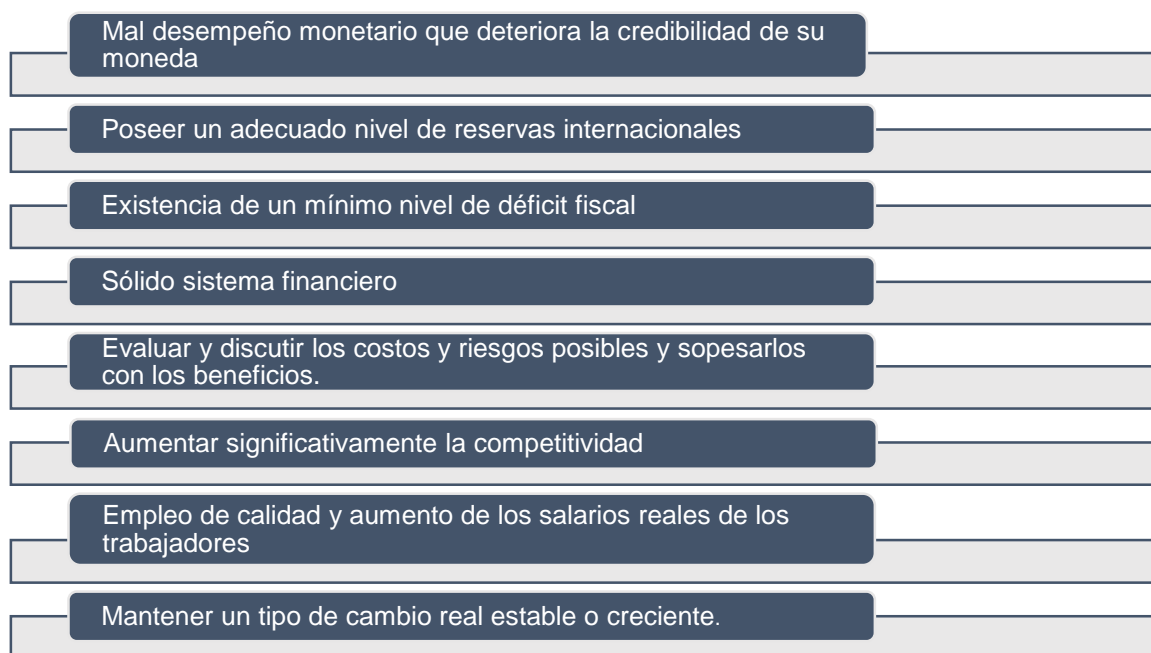 Mal desempeño monetario que deteriora la credibilidad de su
moneda
Poseer un adecuado nivel de reservas internacionales
Existencia de un mínimo nivel de déficit fiscal
Sólido sistema financiero
Evaluar y discutir los costos y riesgos posibles y sopesarlos
con los beneficios.
Aumentar significativamente la competitividad
Empleo de calidad y aumento de los salarios reales de los
trabajadores
Mantener un tipo de cambio real estable o creciente.